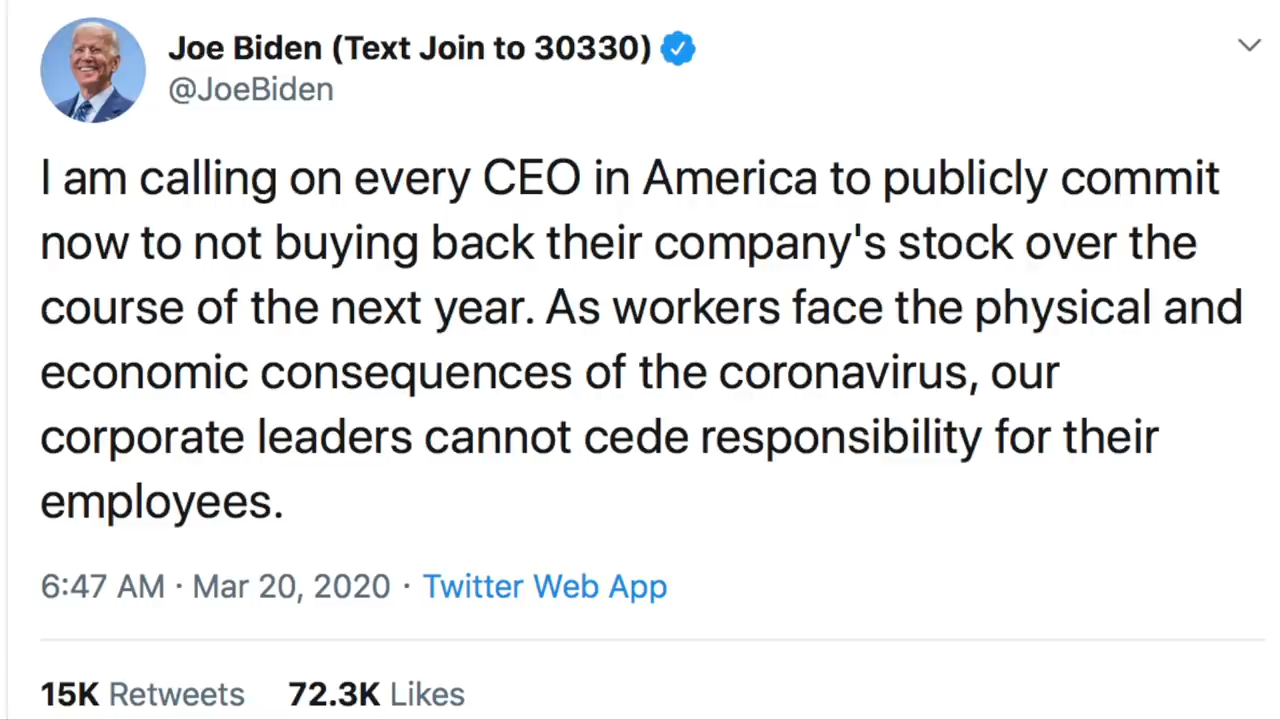 Joe Biden (Text Join to 30330)
@JoeBiden
I am calling on every CEO in America to publicly commit
now to not buying back their company's stock over the
course of the next year. As workers face the physical and
economic consequences of the coronavirus, our
corporate leaders cannot cede responsibility for their
employees.
6:47 AM · Mar 20, 2020 · Twitter Web App
15K Retweets 72.3K Likes